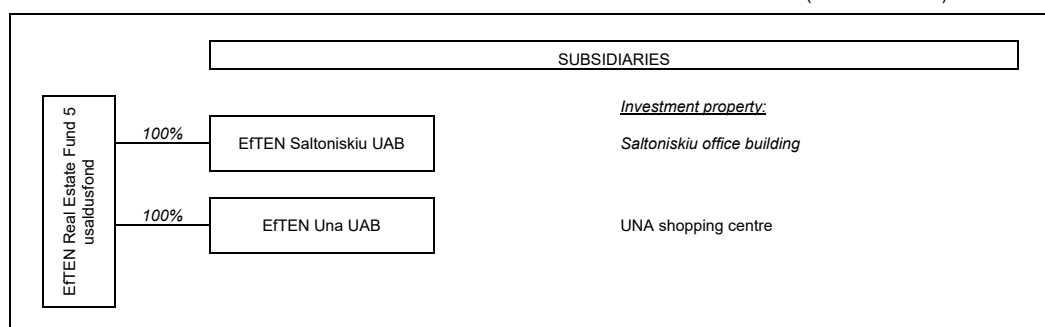 SUBSIDIARIES
EfTEN Real Estate Fund 5
usaldusfond
Investment property:
100%
EfTEN Saltoniskiu UAB
Saltoniskiu office building
100%
EfTEN Una UAB
UNA shopping centre